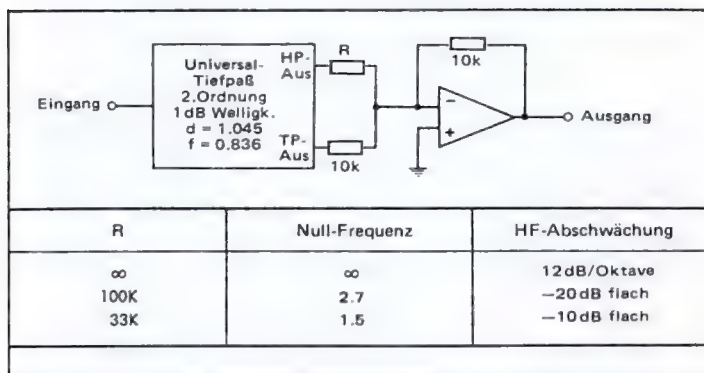 Eingang
Universal-
Tiefpaß
2.Ordnung
1dB Welligk.
d = 1.045
f = 0.836
HP-
Aus
TP-
Aus
R
10k
10k
−
+
Ausgang
R Null-Frequenz HF-Abschwächung
∞ ∞ 12dB/Oktave
100K 2.7 −20dB flach
33K 1.5 −10dB flach